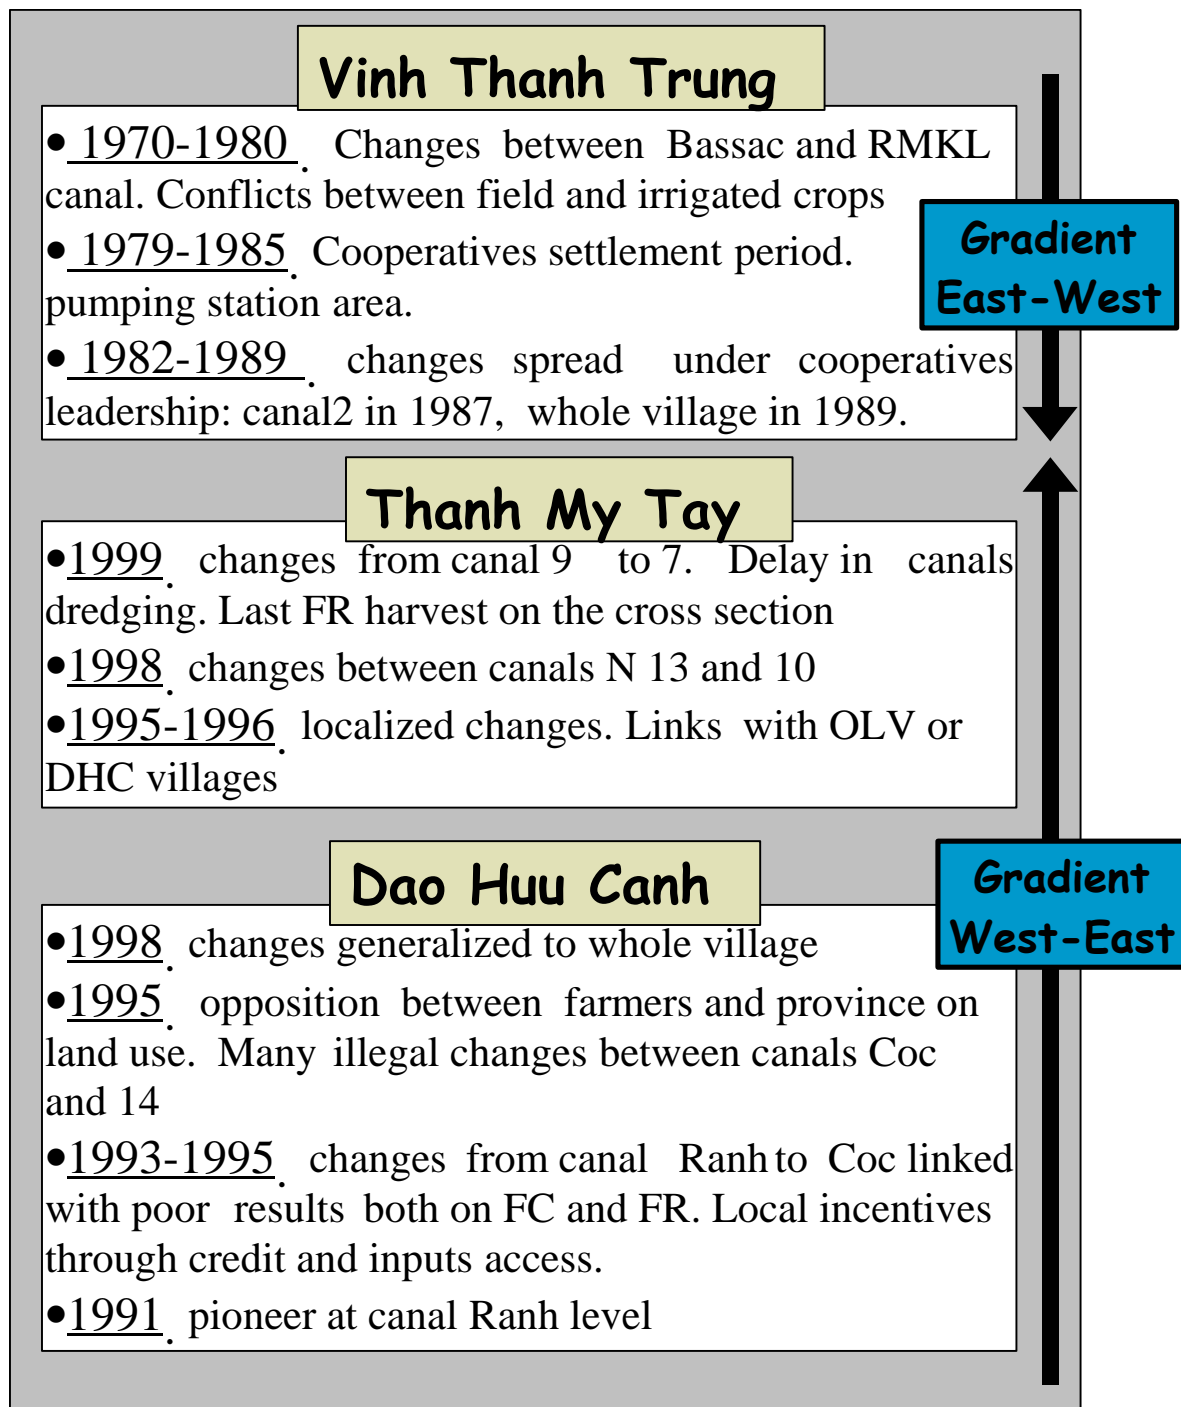 Vinh Thanh Trung
• 1970-1980. Changes between Bassac and RMKL
canal. Conflicts between field and irrigated crops
• 1979-1985. Cooperatives settlement period.
pumping station area.
• 1982-1989. changes spread under cooperatives
leadership: canal2 in 1987, whole village in 1989.
Gradient
East-West
Thanh My Tay
•1999. changes from canal 9 to 7. Delay in canals
dredging. Last FR harvest on the cross section
•1998. changes between canals N 13 and 10
•1995-1996. localized changes. Links with OLV or
DHC villages
Dao Huu Canh
•1998. changes generalized to whole village
•1995. opposition between farmers and province on
land use. Many illegal changes between canals Coc
and 14
•1993-1995. changes from canal Ranh to Coc linked
with poor results both on FC and FR. Local incentives
through credit and inputs access.
•1991. pioneer at canal Ranh level
Gradient
West-East